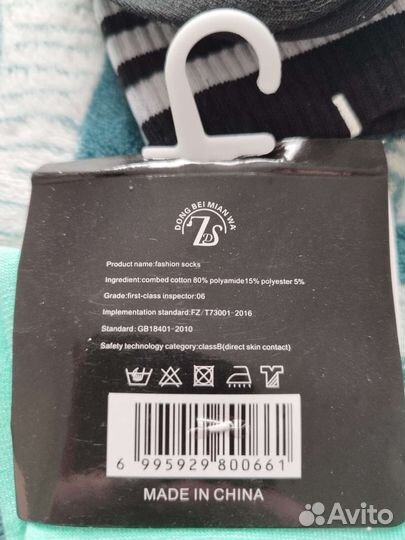 DONG BEI MIAN WA
ZDS
Product name:fashion socks
Ingredient:combed cotton 80% polyamide15% polyester 5%
Grade:first-class inspector:06
Implementation standard:FZ/T73001-2016
Standard:GB18401-2010
Safety technology category:classB(direct skin contact)
6 995929 800661
MADE IN CHINA
Avito